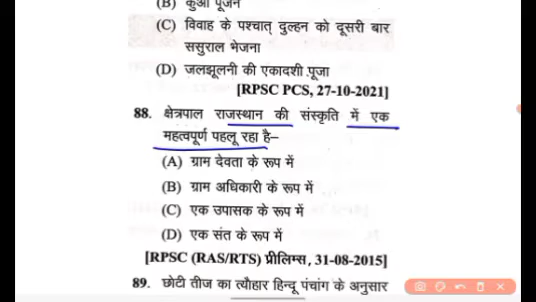 (B) कुआँ पूजन
(C) विवाह के पश्चात् दुल्हन को दूसरी बार
ससुराल भेजना
(D) जलझूलनी की एकादशी पूजा
[RPSC PCS, 27-10-2021]
88. क्षेत्रपाल राजस्थान की संस्कृति में एक
महत्वपूर्ण पहलू रहा है–
(A) ग्राम देवता के रूप में
(B) ग्राम अधिकारी के रूप में
(C) एक उपासक के रूप में
(D) एक संत के रूप में
[RPSC (RAS/RTS) प्रीलिम्स, 31-08-2015]
89. छोटी तीज का त्यौहार हिन्दू पंचांग के अनुसार